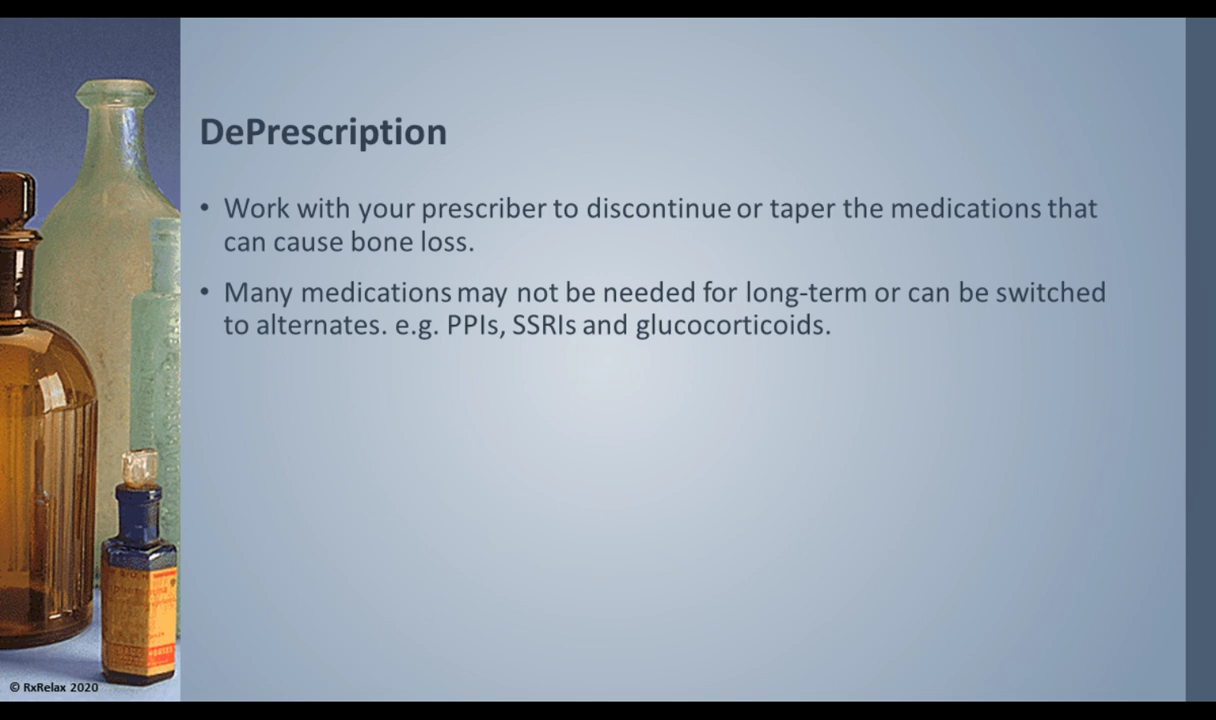 DePrescription
• Work with your prescriber to discontinue or taper the medications that
can cause bone loss.
• Many medications may not be needed for long-term or can be switched
to alternates. e.g. PPIs, SSRIs and glucocorticoids.
© RxRelax 2020